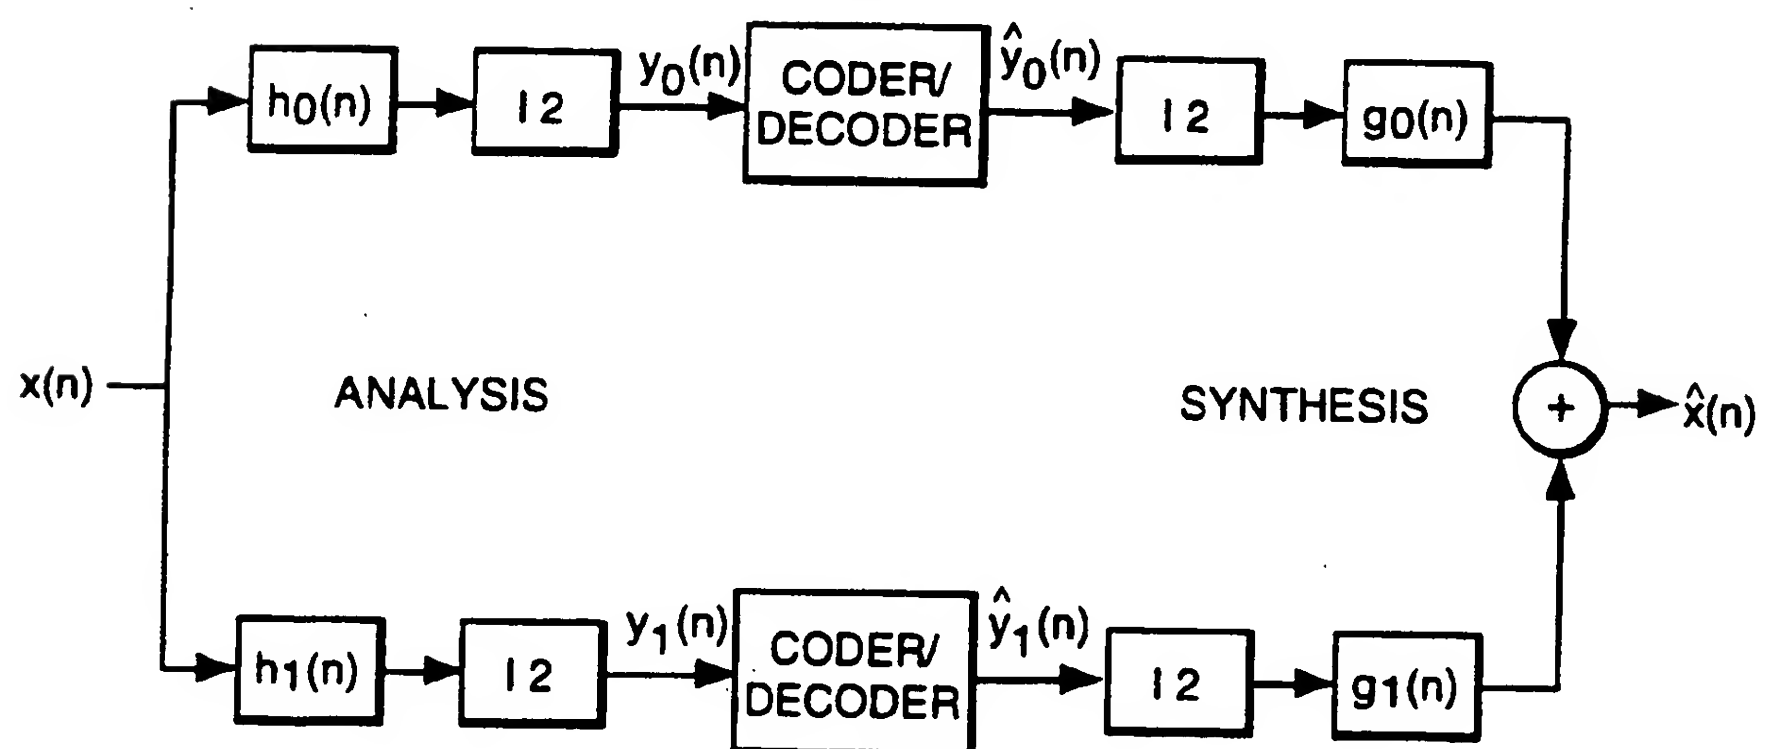 h0(n)
I 2
y0(n)
CODER/
DECODER
ŷ0(n)
I 2
g0(n)
x(n)
ANALYSIS
SYNTHESIS
+
x̂(n)
h1(n)
I 2
y1(n)
CODER/
DECODER
ŷ1(n)
I 2
g1(n)